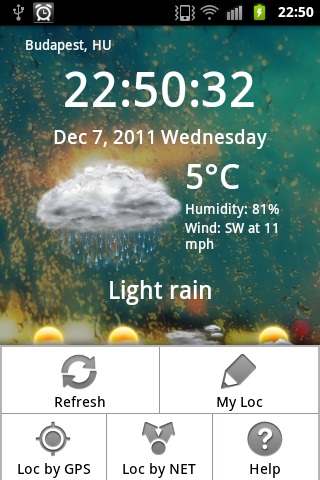 22:50
Budapest, HU
22:50:32
Dec 7, 2011 Wednesday
5°C
Humidity: 81%
Wind: SW at 11
mph
Light rain
Refresh
My Loc
Loc by GPS
Loc by NET
Help